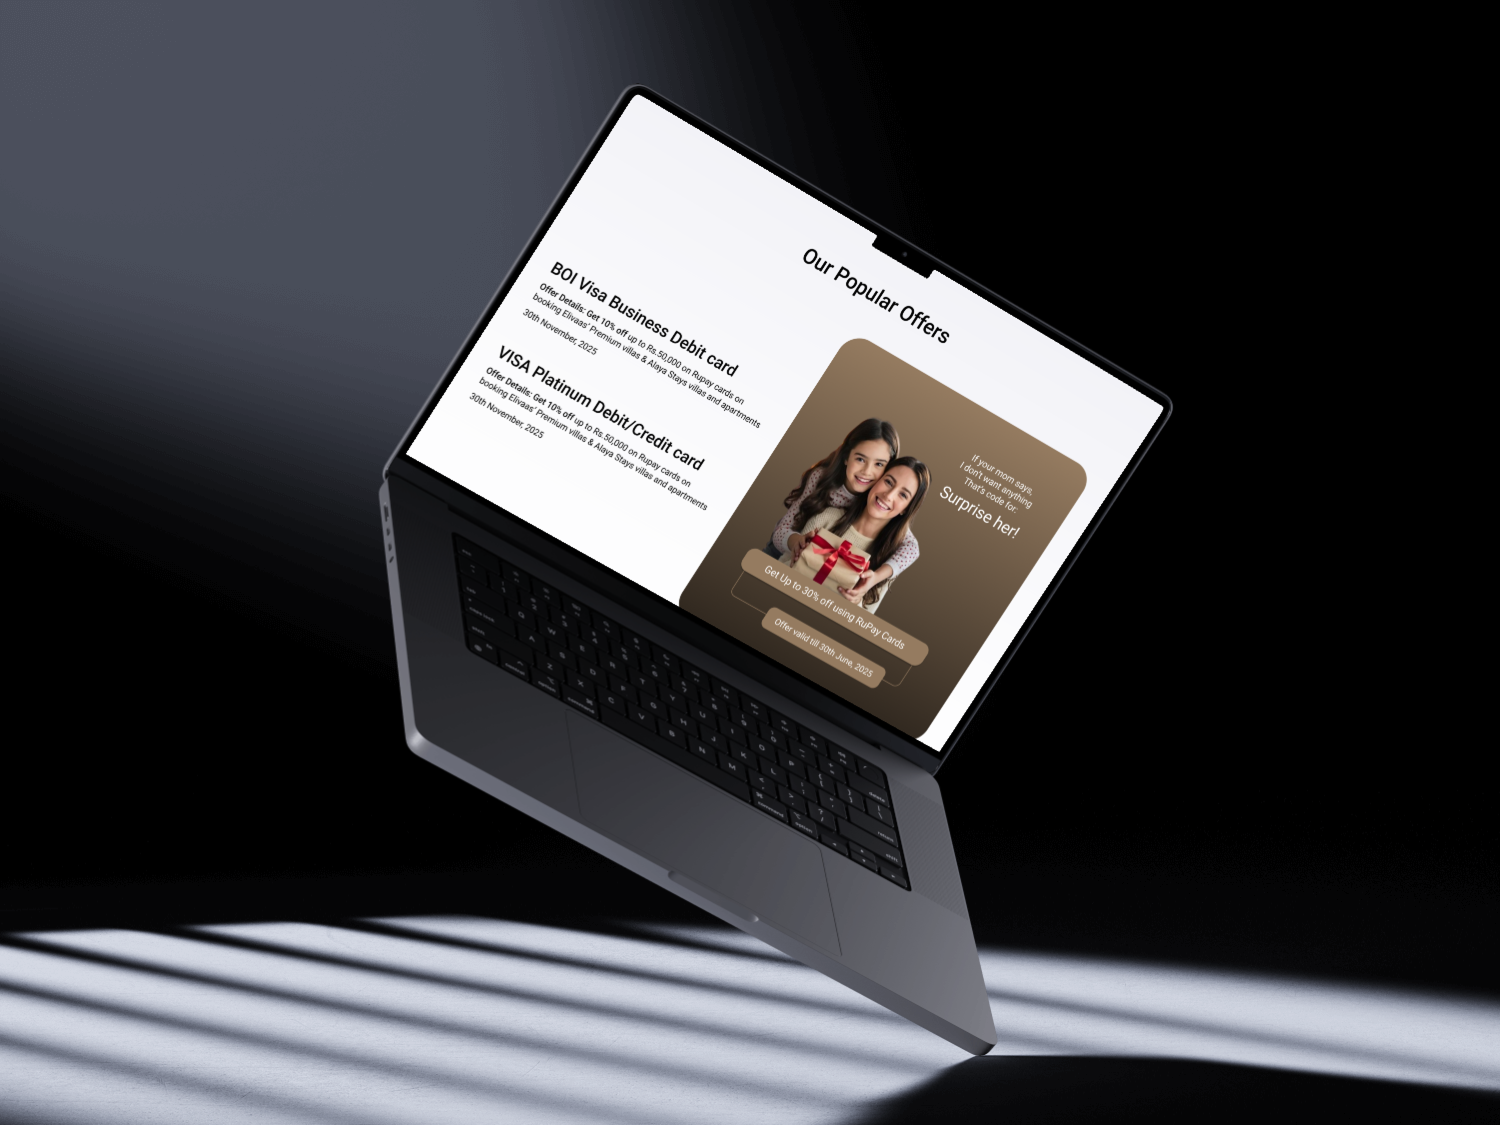 Our Popular Offers
BOI Visa Business Debit card
Offer Details: Get 10% off up to Rs.50,000 on Rupay cards on
booking Elivaas' Premium villas & Alaya Stays villas and apartments
30th November, 2025
VISA Platinum Debit/Credit card
Offer Details: Get 10% off up to Rs.50,000 on Rupay cards on
booking Elivaas' Premium villas & Alaya Stays villas and apartments
30th November, 2025
If your mom says,
I don't want anything
That's code for:
Surprise her!
Get Up to 30% off using RuPay Cards
Offer valid till 30th June, 2025